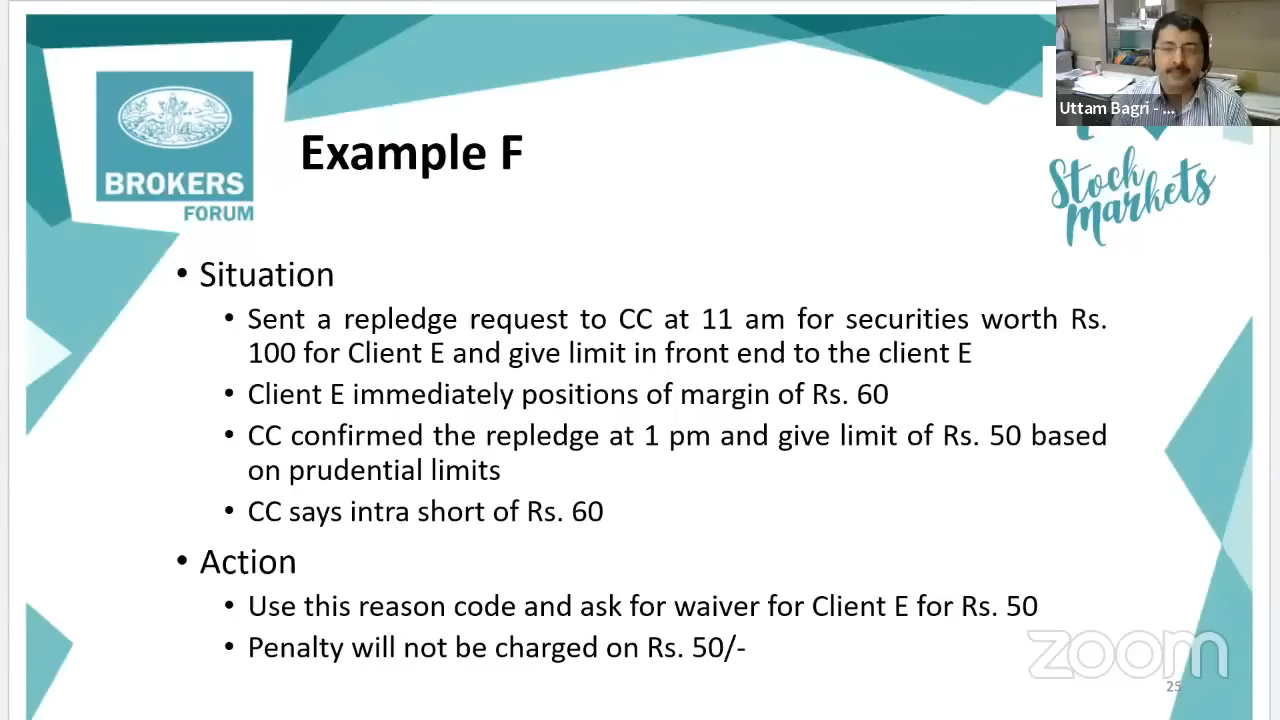 Uttam Bagri - ...
BROKERS
FORUM
Example F
Stock
markets
• Situation
• Sent a repledge request to CC at 11 am for securities worth Rs.
100 for Client E and give limit in front end to the client E
• Client E immediately positions of margin of Rs. 60
• CC confirmed the repledge at 1 pm and give limit of Rs. 50 based
on prudential limits
• CC says intra short of Rs. 60
• Action
• Use this reason code and ask for waiver for Client E for Rs. 50
• Penalty will not be charged on Rs. 50/-
zoom
25